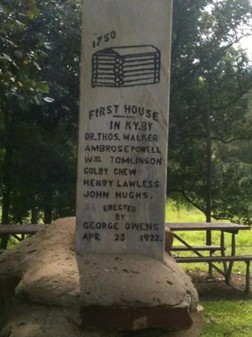 1750
FIRST HOUSE
IN KY. BY
DR. THOS. WALKER
AMBROSE POWELL
WM TOMLINSON
COLBY CHEW
HENRY LAWLESS
JOHN HUGHS.
ERECTED
BY
GEORGE OWENS
APR 23 1922.